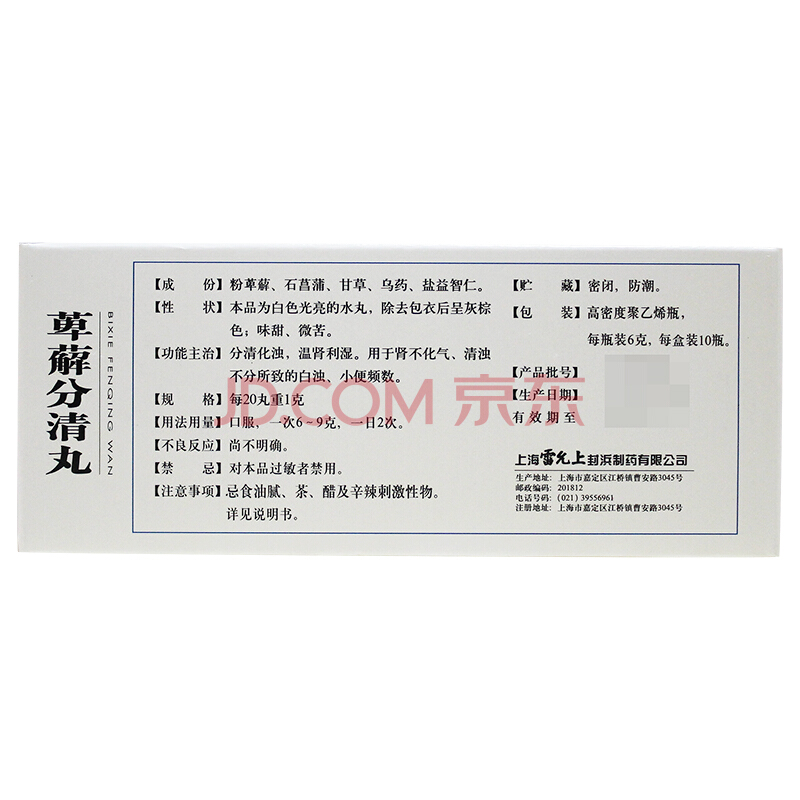 萆薢分清丸
BIXIE FENQING WAN
【成份】粉萆薢、石菖蒲、甘草、乌药、盐益智仁。
【性状】本品为白色光亮的水丸，除去包衣后呈灰棕
色；味甜、微苦。
【功能主治】分清化浊，温肾利湿。用于肾不化气、清浊
不分所致的白浊、小便频数。
【规格】每20丸重1克
【用法用量】口服，一次6~9克，一日2次。
【不良反应】尚不明确。
【禁忌】对本品过敏者禁用。
【注意事项】忌食油腻、茶、醋及辛辣刺激性物。
详见说明书。
【贮藏】密闭，防潮。
【包装】高密度聚乙烯瓶，
每瓶装6克，每盒装10瓶。
【产品批号】
【生产日期】
有效期至
上海雷允上封浜制药有限公司
生产地址：上海市嘉定区江桥镇曹安路3045号
邮政编码：201812
电话号码：(021) 39556961
注册地址：上海市嘉定区江桥镇曹安路3045号
JD.COM 京东